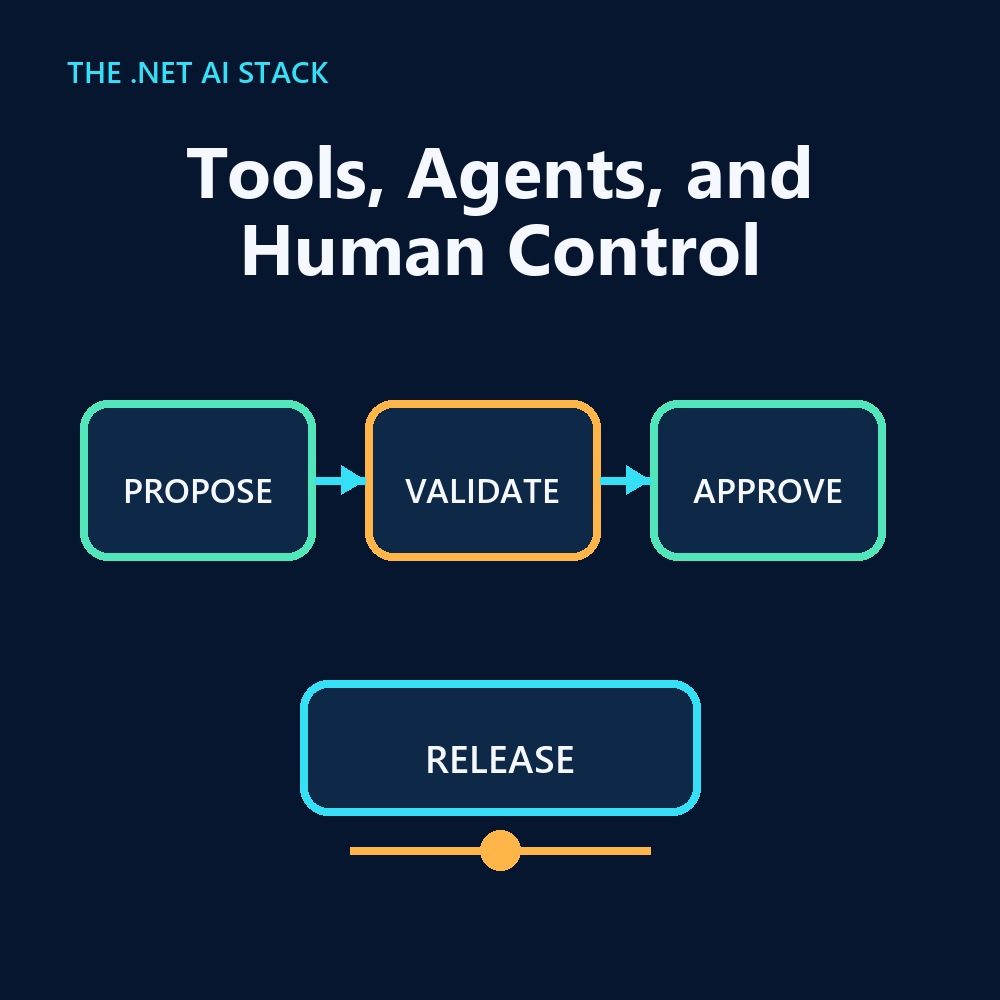 THE .NET AI STACK
Tools, Agents, and
Human Control
PROPOSE
VALIDATE
APPROVE
RELEASE